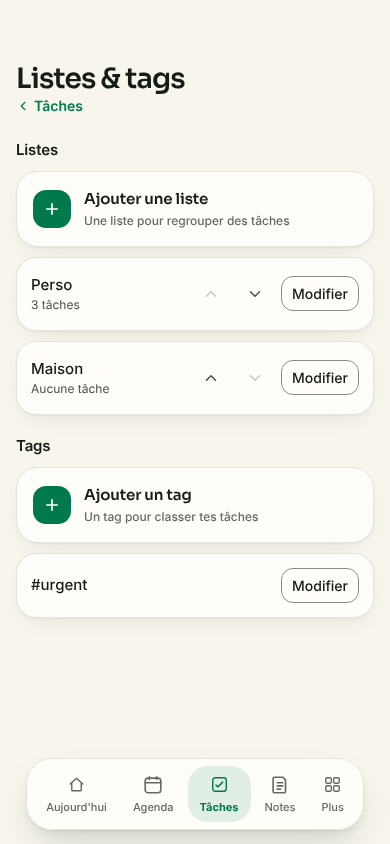 Listes & tags
Tâches
Listes
Ajouter une liste
Une liste pour regrouper des tâches
Perso
3 tâches
Modifier
Maison
Aucune tâche
Modifier
Tags
Ajouter un tag
Un tag pour classer tes tâches
#urgent
Modifier
Aujourd'hui
Agenda
Tâches
Notes
Plus